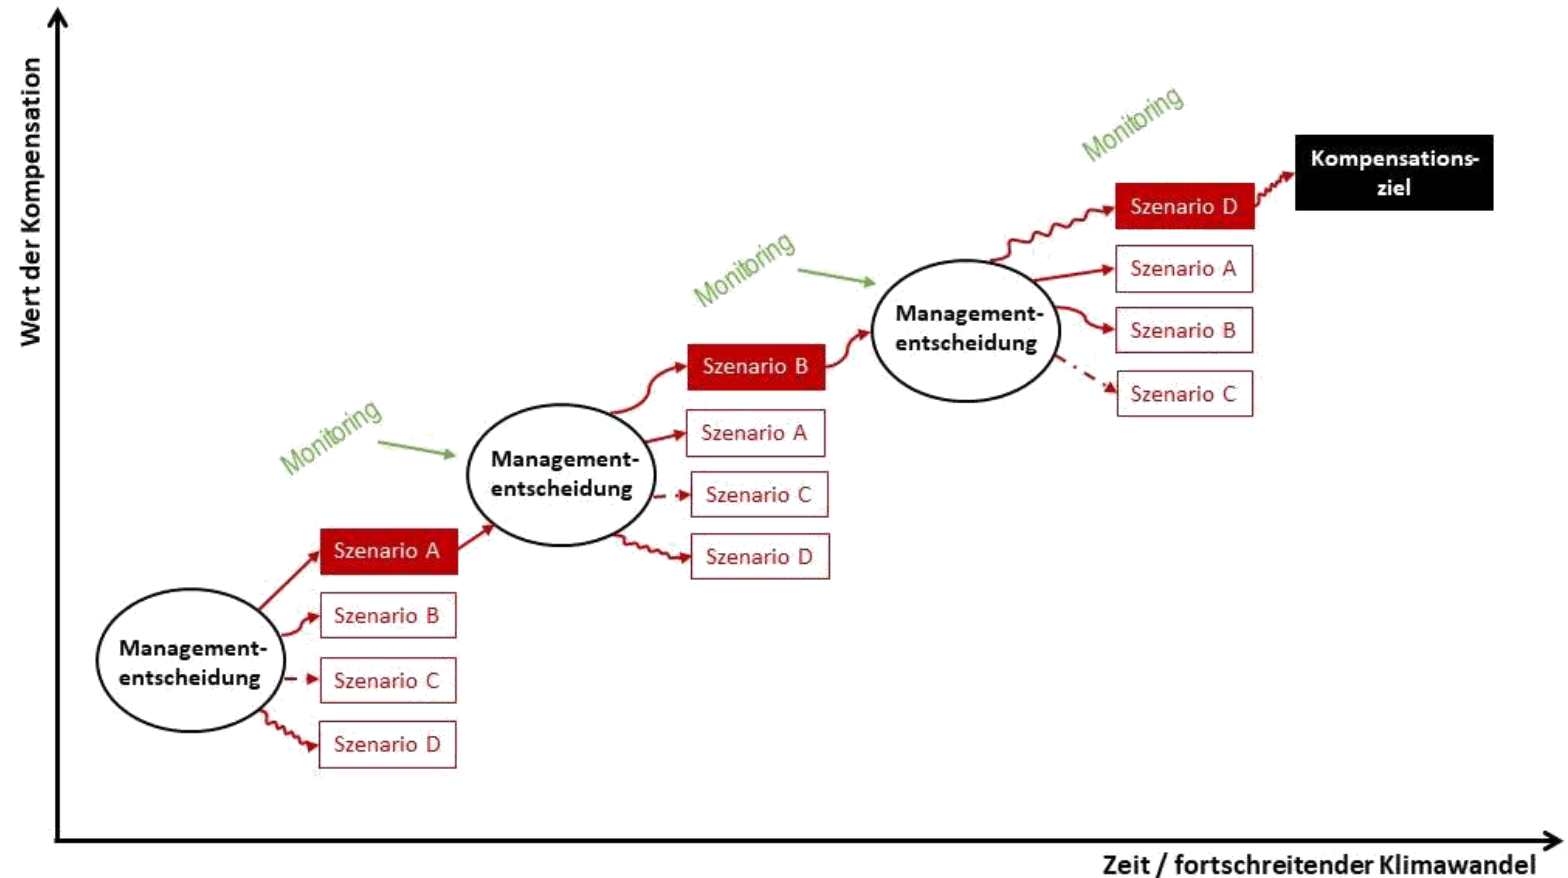 Wert der Kompensation
Management-
entscheidung
Szenario A
Szenario B
Szenario C
Szenario D
Monitoring
Management-
entscheidung
Szenario B
Szenario A
Szenario C
Szenario D
Monitoring
Management-
entscheidung
Szenario D
Szenario A
Szenario B
Szenario C
Monitoring
Kompensations-
ziel
Zeit / fortschreitender Klimawandel